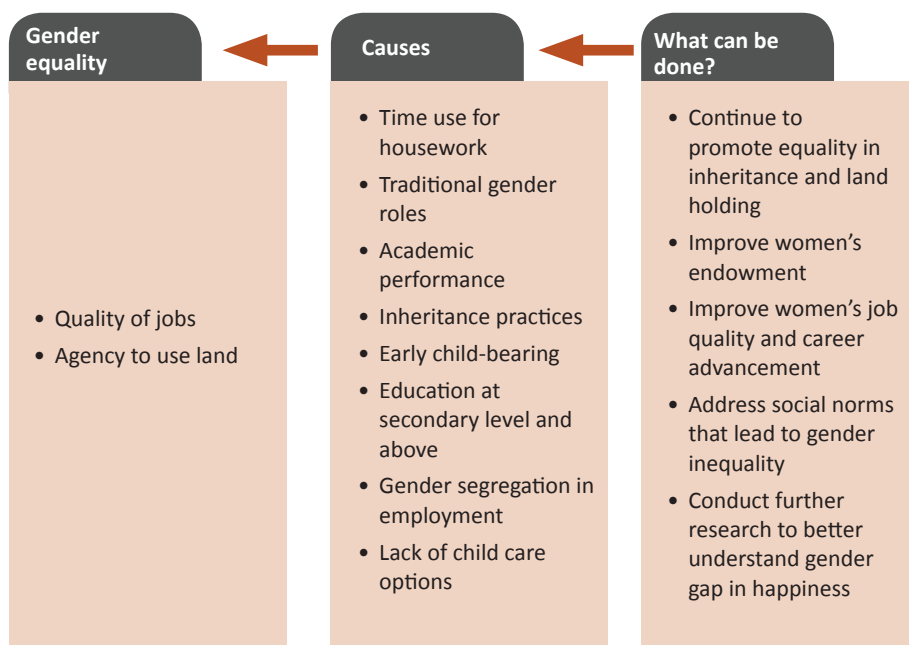 Gender
equality
• Quality of jobs
• Agency to use land
Causes
• Time use for
housework
• Traditional gender
roles
• Academic
performance
• Inheritance practices
• Early child-bearing
• Education at
secondary level and
above
• Gender segregation in
employment
• Lack of child care
options
What can be
done?
• Continue to
promote equality in
inheritance and land
holding
• Improve women’s
endowment
• Improve women’s job
quality and career
advancement
• Address social norms
that lead to gender
inequality
• Conduct further
research to better
understand gender
gap in happiness